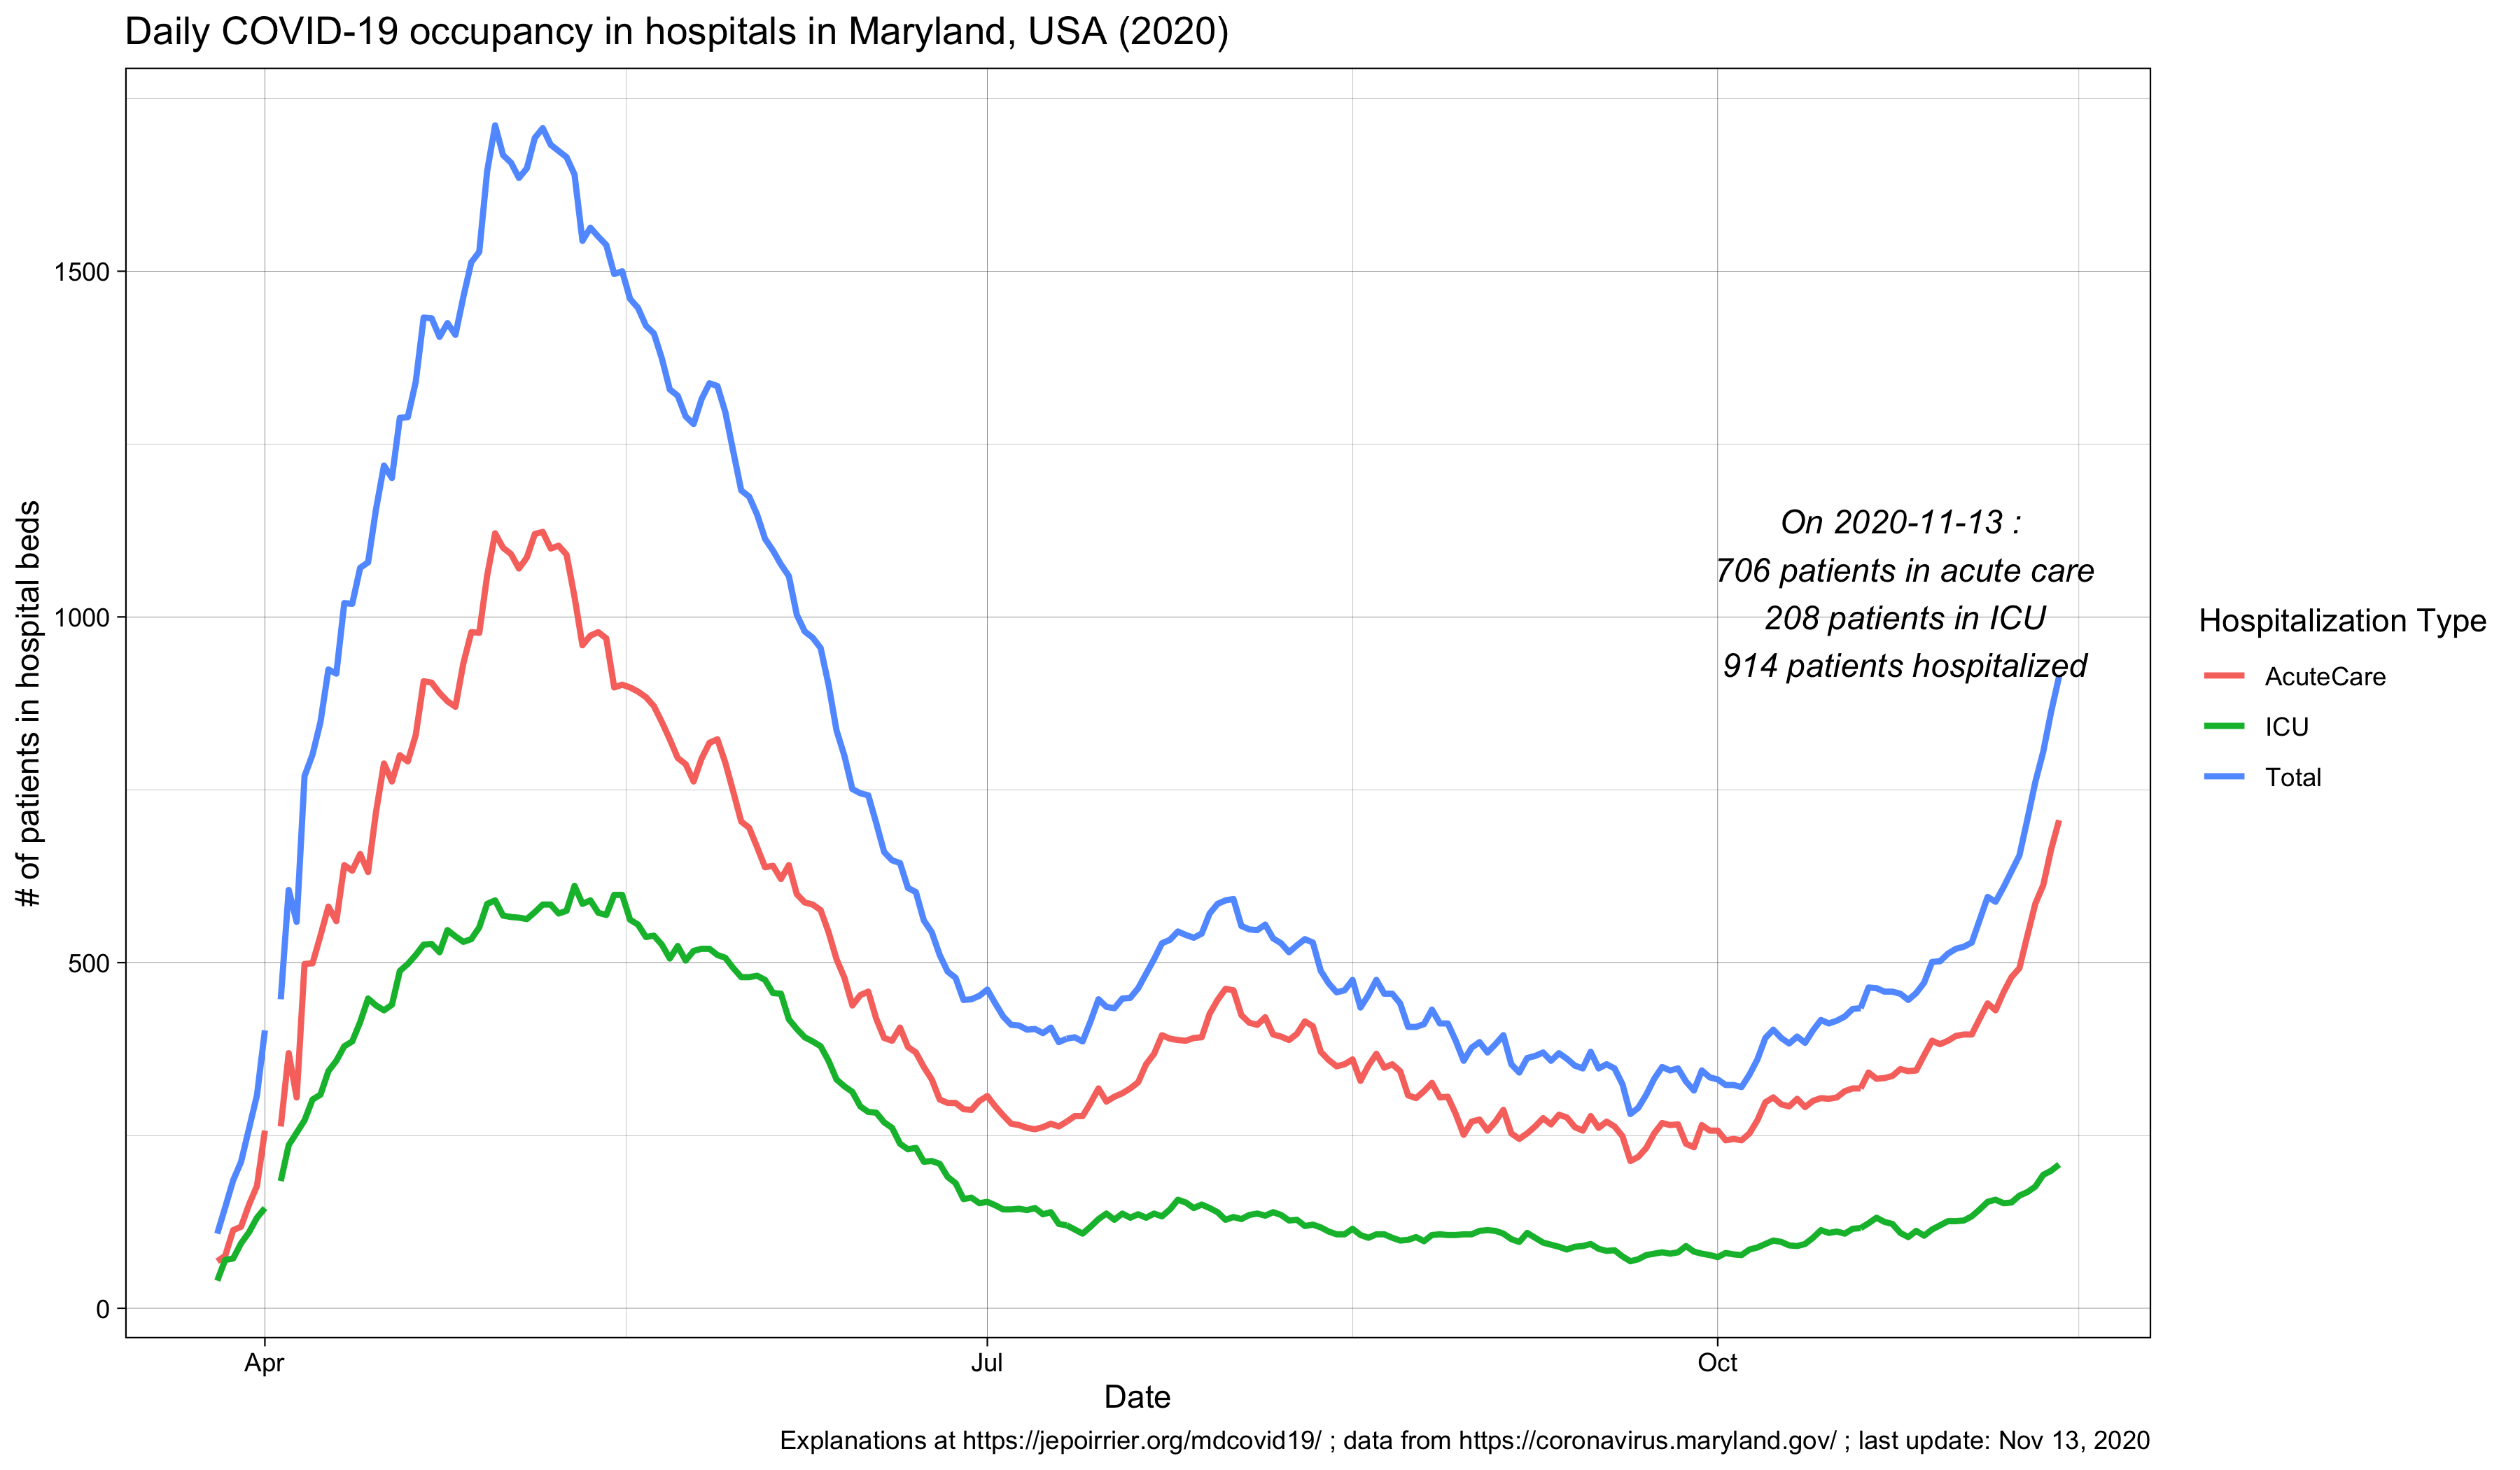 Daily COVID-19 occupancy in hospitals in Maryland, USA (2020)
# of patients in hospital beds
1500
1000
500
0
On 2020-11-13 :
706 patients in acute care
208 patients in ICU
914 patients hospitalized
Hospitalization Type
AcuteCare
ICU
Total
Apr
Jul
Oct
Date
Explanations at https://jepoirrier.org/mdcovid19/ ; data from https://coronavirus.maryland.gov/ ; last update: Nov 13, 2020